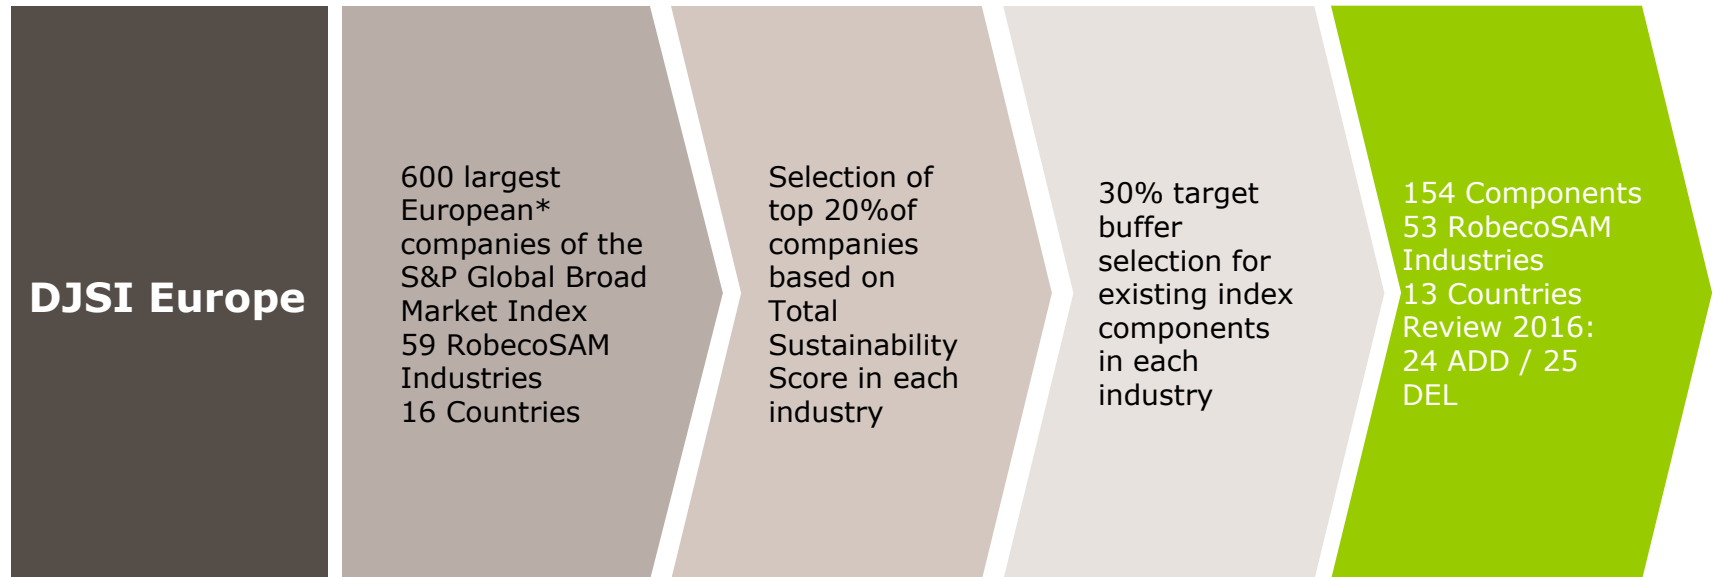 DJSI Europe
600 largest
European*
companies of the
S&P Global Broad
Market Index
59 RobecoSAM
Industries
16 Countries
Selection of
top 20%of
companies
based on
Total
Sustainability
Score in each
industry
30% target
buffer
selection for
existing index
components
in each
industry
154 Components
53 RobecoSAM
Industries
13 Countries
Review 2016:
24 ADD / 25
DEL